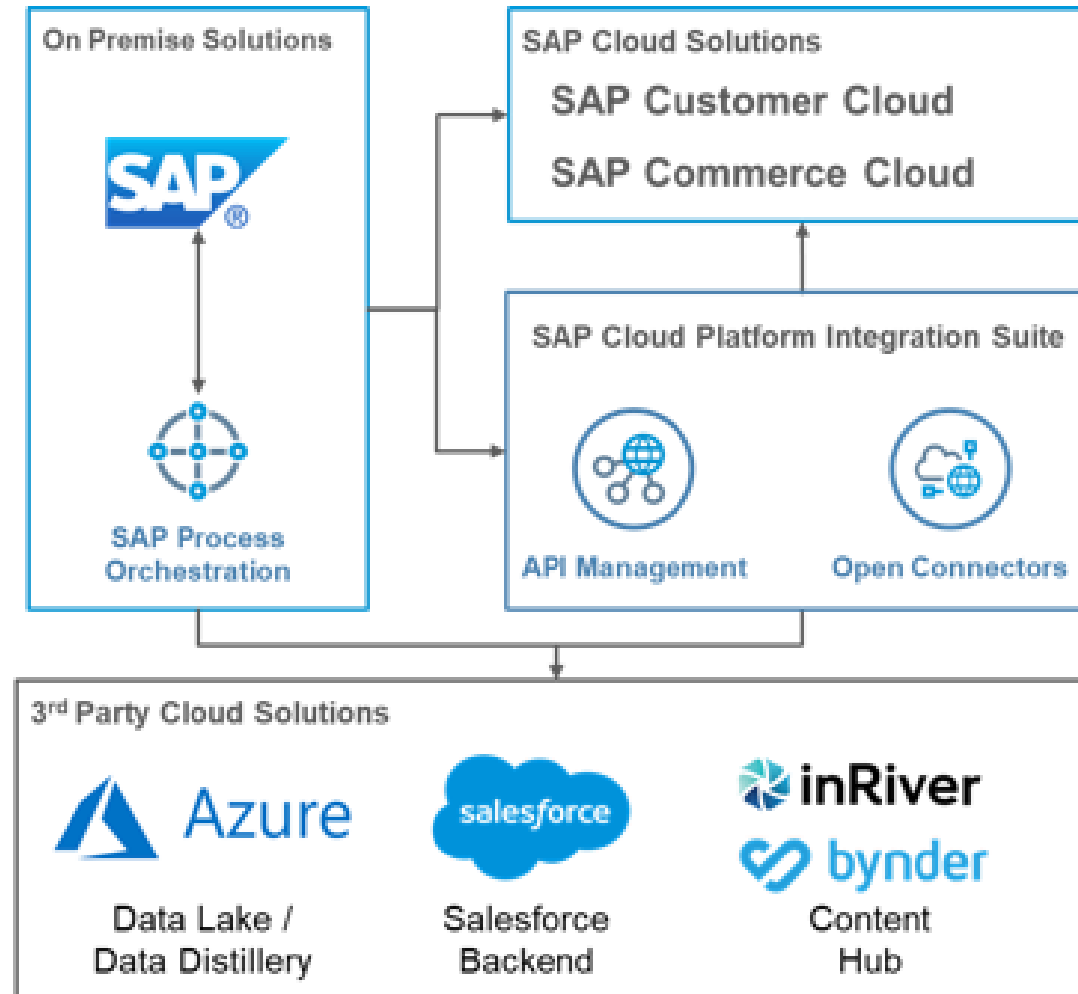 On Premise Solutions
SAP
®
SAP Process
Orchestration
SAP Cloud Solutions
SAP Customer Cloud
SAP Commerce Cloud
SAP Cloud Platform Integration Suite
API Management
Open Connectors
3rd Party Cloud Solutions
Azure
Data Lake /
Data Distillery
salesforce
Salesforce
Backend
inRiver
bynder
Content
Hub